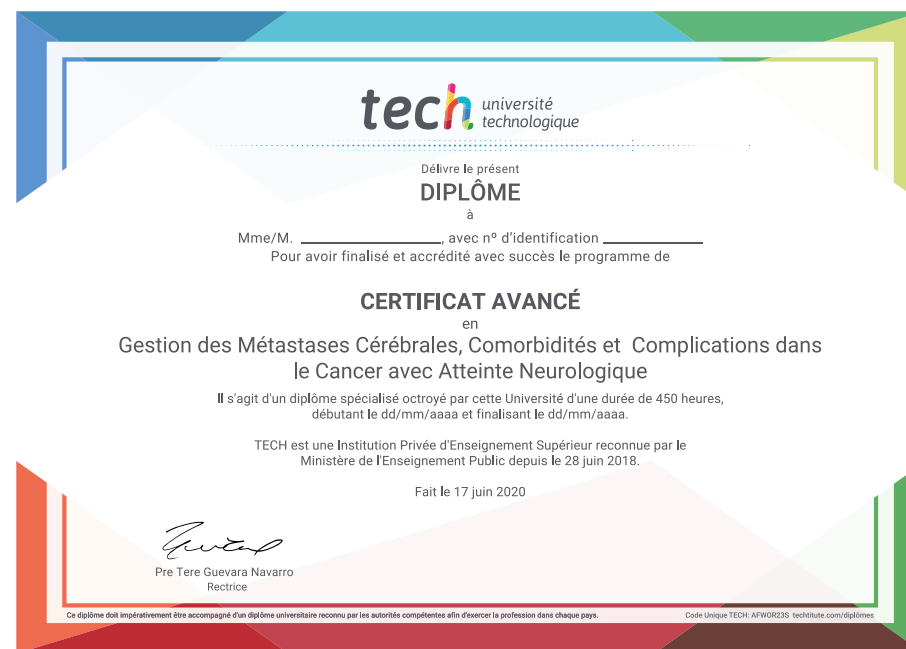 tech université
technologique
Délivre le présent
DIPLÔME
à
Mme/M. ____________________, avec nº d'identification ______________
Pour avoir finalisé et accrédité avec succès le programme de
CERTIFICAT AVANCÉ
en
Gestion des Métastases Cérébrales, Comorbidités et Complications dans
le Cancer avec Atteinte Neurologique
Il s'agit d'un diplôme spécialisé octroyé par cette Université d'une durée de 450 heures,
débutant le dd/mm/aaaa et finalisant le dd/mm/aaaa.
TECH est une Institution Privée d'Enseignement Supérieur reconnue par le
Ministère de l'Enseignement Public depuis le 28 juin 2018.
Fait le 17 juin 2020
Pre Tere Guevara Navarro
Rectrice
Ce diplôme doit impérativement être accompagné d'un diplôme universitaire reconnu par les autorités compétentes afin d'exercer la profession dans chaque pays.
Code Unique TECH: AFWOR23S techtitute.com/diplômes